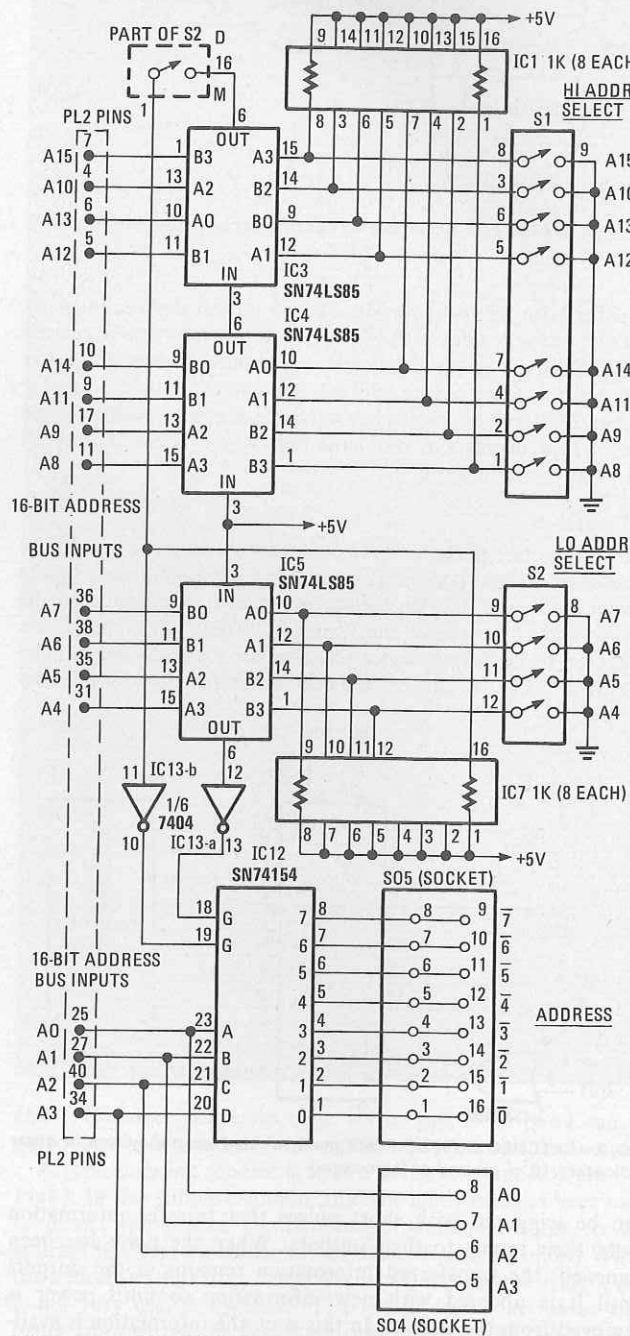 PART OF S2 D
16
+5V
9 14 11 12 10 13 15 16
IC1 1K (8 EACH)
M
1
6
8 3 6 5 7 4 2 1
HI ADDR
SELECT
PL2 PINS
S1
OUT
A15 7 1 B3 A3 15 8 9 A15
A10 4 13 A2 B2 14 3 A10
A13 6 10 A0 B0 9 6 A13
A12 5 11 B1 A1 12 5 A12
IN
IC3
SN74LS85
3
6
IC4
SN74LS85
OUT
A14 10 9 B0 A0 10 7 A14
A11 9 11 B1 A1 12 4 A11
A9 17 13 A2 B2 14 2 A9
A8 11 15 A3 B3 1 1 A8
IN
16-BIT ADDRESS
3
+5V
BUS INPUTS
LO ADDR
SELECT
3
IC5
SN74LS85
S2
IN
A7 36 9 B0 A0 10 9 8 A7
A6 38 11 B1 A1 12 10 A6
A5 35 13 A2 B2 14 11 A5
A4 31 15 A3 B3 1 12 A4
OUT
6
9 10 11 12 16
11 IC13-b 12
IC7 1K (8 EACH)
1/6
7404
10 IC13-a 13
8 7 6 5 4 3 2 1
+5V
IC12
SN74154
SO5 (SOCKET)
18 G 7 8 8 9 7̅
19 G 6 7 7 10 6̅
5 6 6 11 5̅
16-BIT ADDRESS
BUS INPUTS
4 5 5 12 4̅
ADDRESS
A0 25 23 A 3 4 4 13 3̅
A1 27 22 B 2 3 3 14 2̅
A2 40 21 C 1 2 2 15 1̅
A3 34 20 D 0 1 1 16 0̅
PL2 PINS
8 A0
7 A1
6 A2
5 A3
SO4 (SOCKET)